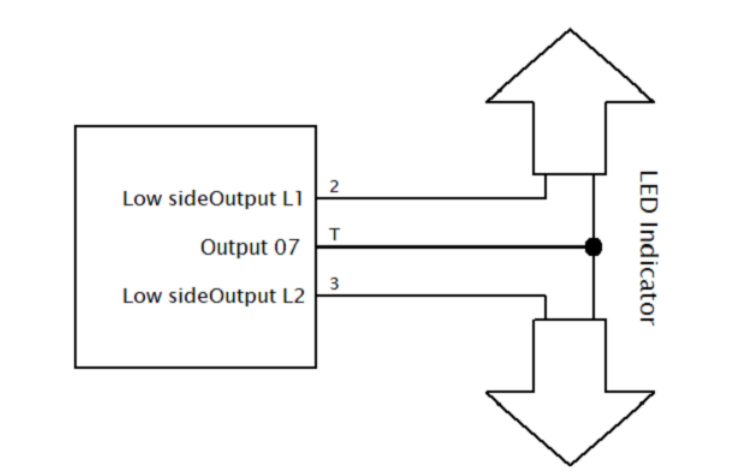 Low sideOutput L1
2
Output 07
T
Low sideOutput L2
3
LED Indicator